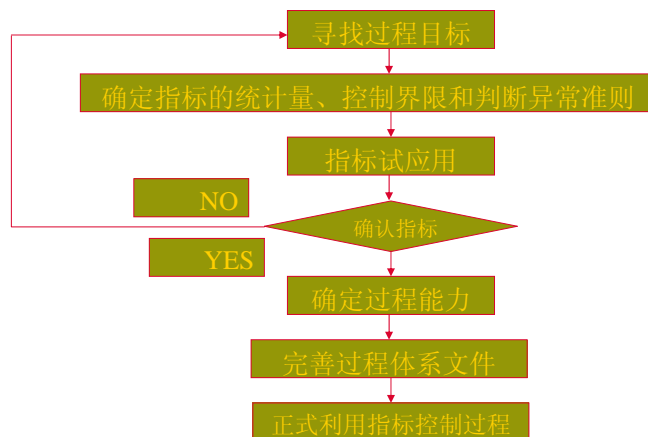 寻找过程目标
确定指标的统计量、控制界限和判断异常准则
指标试应用
NO
确认指标
YES
确定过程能力
完善过程体系文件
正式利用指标控制过程